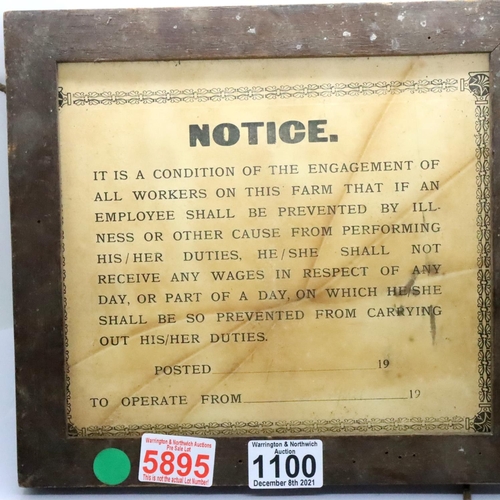 NOTICE.
IT IS A CONDITION OF THE ENGAGEMENT OF
ALL WORKERS ON THIS FARM THAT IF AN
EMPLOYEE SHALL BE PREVENTED BY ILL-
NESS OR OTHER CAUSE FROM PERFORMING
HIS/HER DUTIES, HE/SHE SHALL NOT
RECEIVE ANY WAGES IN RESPECT OF ANY
DAY, OR PART OF A DAY, ON WHICH HE/SHE
SHALL BE SO PREVENTED FROM CARRYING
OUT HIS/HER DUTIES.
POSTED 19
TO OPERATE FROM 19
Warrington & Northwich Auctions
Pre Sale Lot
5895
This is not the actual Lot Number!
Warrington & Northwich
Auction
1100
December 8th 2021